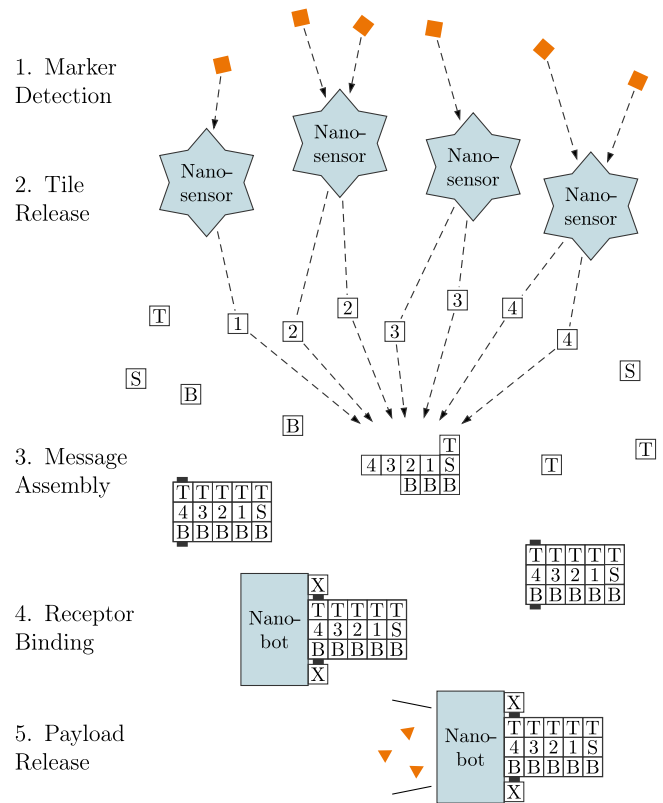 1. Marker
Detection
Nano–
sensor
Nano–
sensor
Nano–
sensor
Nano–
sensor
2. Tile
Release
1
2
2
3
3
4
4
T
S
B
B
S
T
T
3. Message
Assembly
T
4 3 2 1 S
B B B
T T T T T
4 3 2 1 S
B B B B B
T T T T T
4 3 2 1 S
B B B B B
4. Receptor
Binding
Nano–
bot
X
T T T T T
4 3 2 1 S
B B B B B
X
5. Payload
Release
Nano–
bot
X
T T T T T
4 3 2 1 S
B B B B B
X